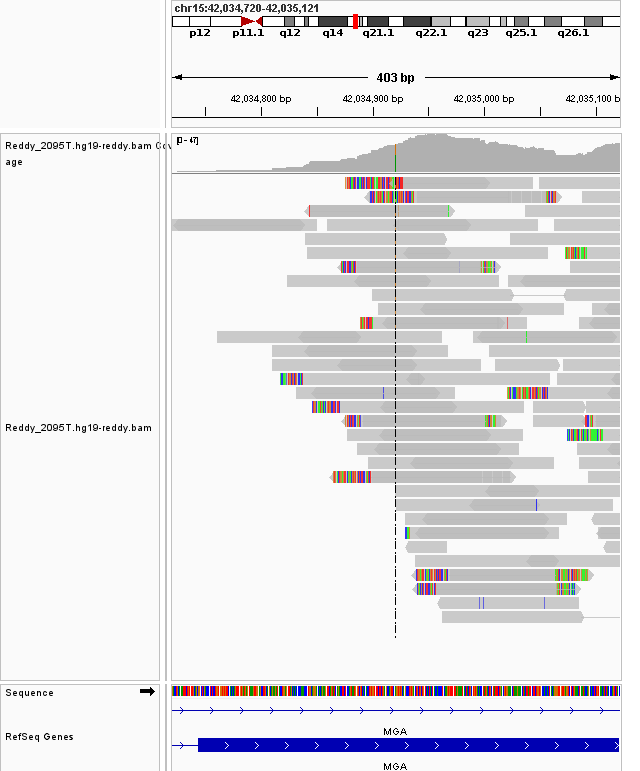 chr15:42,034,720-42,035,121
p12 p11.1 q12 q14 q21.1 q22.1 q23 q25.1 q26.1
403 bp
42,034,800 bp 42,034,900 bp 42,035,000 bp 42,035,100 b
Reddy_2095T.hg19-reddy.bam Cov
age
[0 - 47]
Reddy_2095T.hg19-reddy.bam
Sequence
RefSeq Genes
MGA
MGA